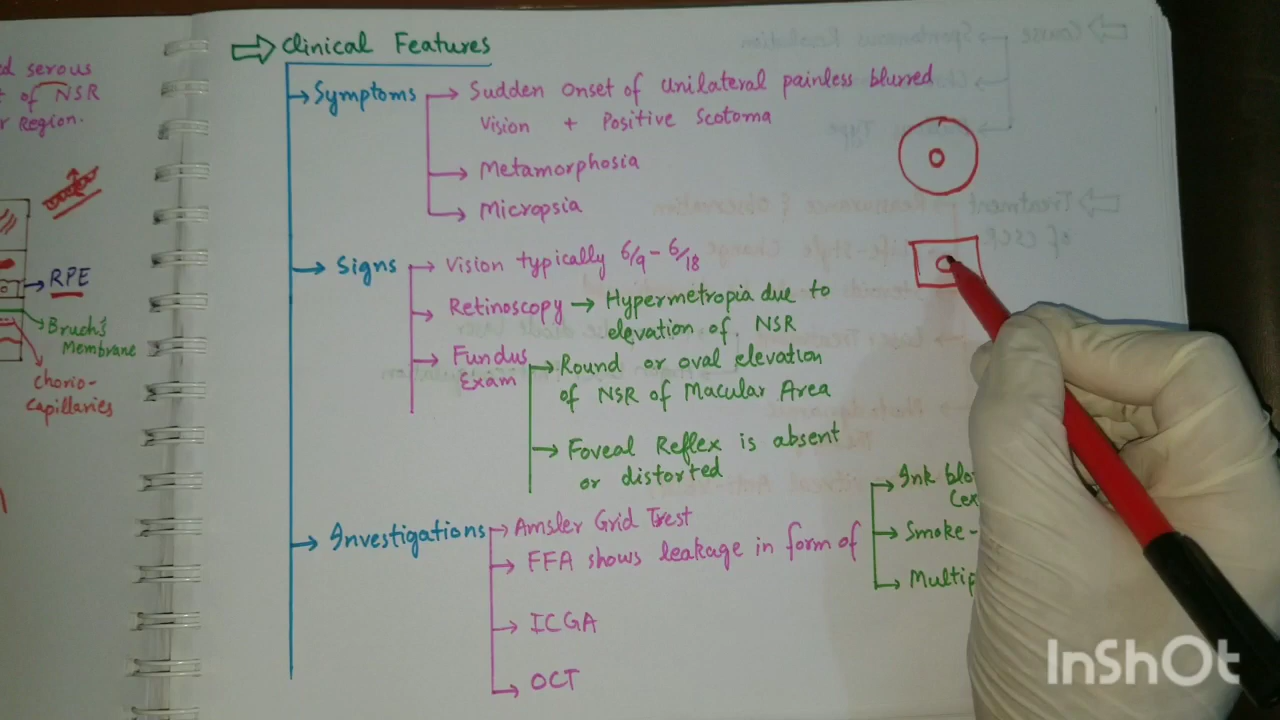 d serous
of NSR
r Region.
RPE
Bruch's
Membrane
Chorio-
Capillaries
Clinical Features
Symptoms
Sudden Onset of Unilateral painless blurred
Vision + Positive Scotoma
Metamorphosia
Micropsia
Signs
Vision typically 6/9 - 6/18
Retinoscopy → Hypermetropia due to
elevation of NSR
Fundus
Exam
Round or oval elevation
of NSR of Macular Area
Foveal Reflex is absent
or distorted
Investigations
Amsler Grid Trest
FFA shows leakage in form of
Ink blo
(ex
Smoke-
Multip
ICGA
OCT
InShOt